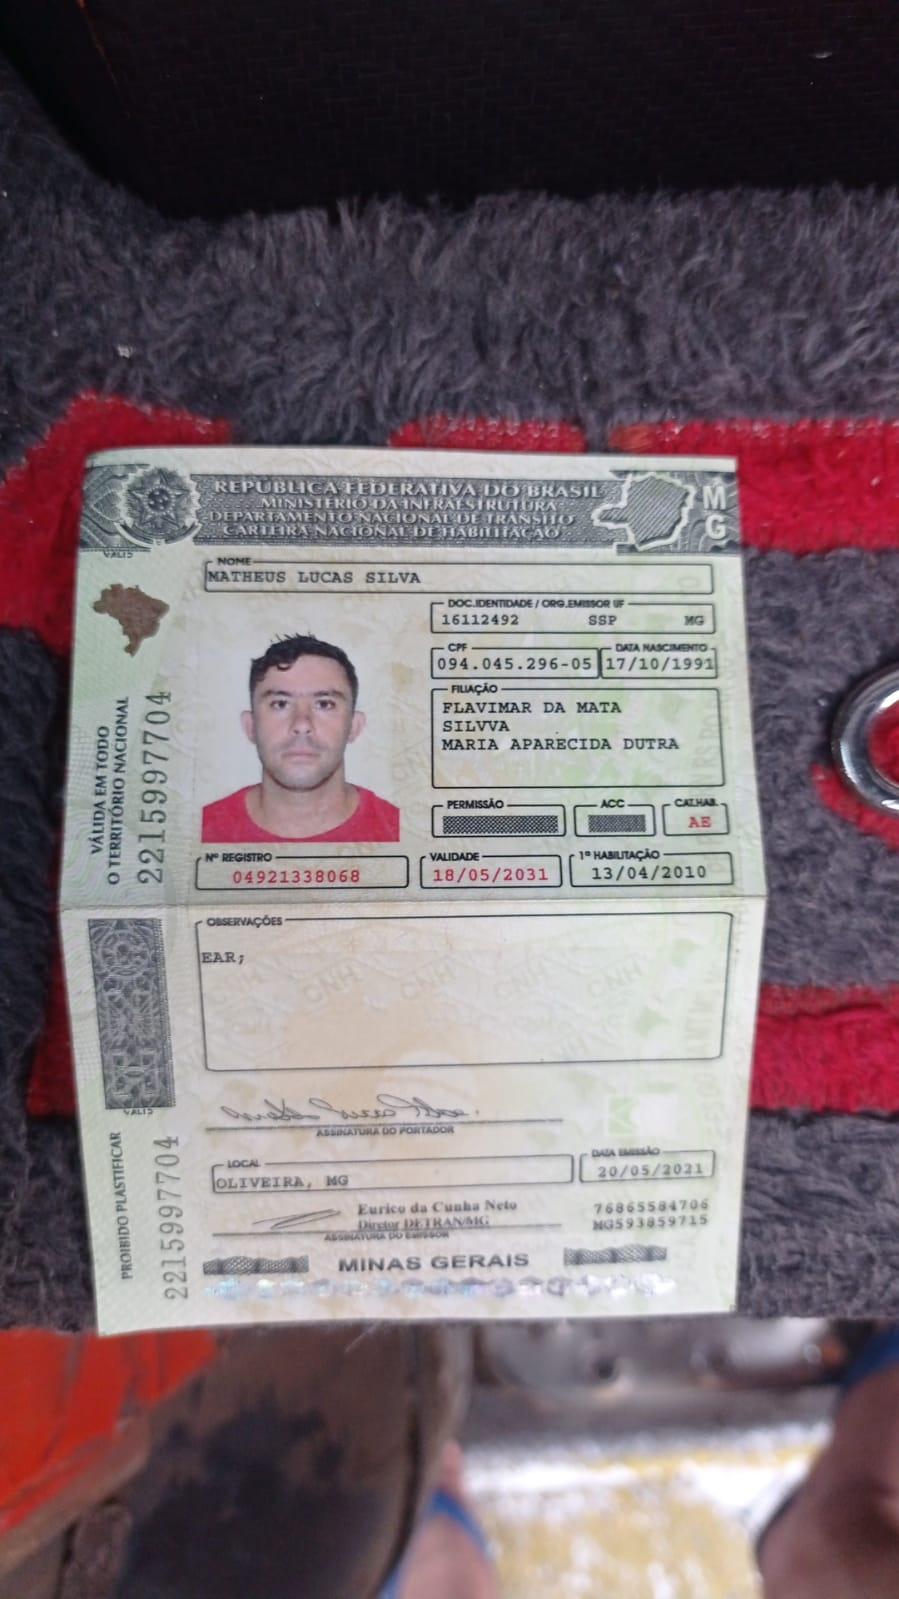 REPÚBLICA FEDERATIVA DO BRASIL
MINISTÉRIO DA INFRAESTRUTURA
DEPARTAMENTO NACIONAL DE TRÂNSITO
CARTEIRA NACIONAL DE HABILITAÇÃO
MG
VÁLIDA EM TODO
O TERRITÓRIO NACIONAL
2215997704
NOME
MATHEUS LUCAS SILVA
DOC.IDENTIDADE / ORG.EMISSOR UF
16112492 SSP MG
CPF
094.045.296-05
DATA NASCIMENTO
17/10/1991
FILIAÇÃO
FLAVIMAR DA MATA
SILVVA
MARIA APARECIDA DUTRA
PERMISSÃO
ACC
CAT.HAB.
AE
Nº REGISTRO
04921338068
VALIDADE
18/05/2031
1ª HABILITAÇÃO
13/04/2010
OBSERVAÇÕES
EAR;
CNH CNH CNH CNH
PROIBIDO PLASTIFICAR
2215997704
ASSINATURA DO PORTADOR
LOCAL
OLIVEIRA, MG
DATA EMISSÃO
20/05/2021
Eurico da Cunha Neto
Diretor DETRAN/MG
ASSINATURA DO EMISSOR
76865584706
MG593859715
MINAS GERAIS